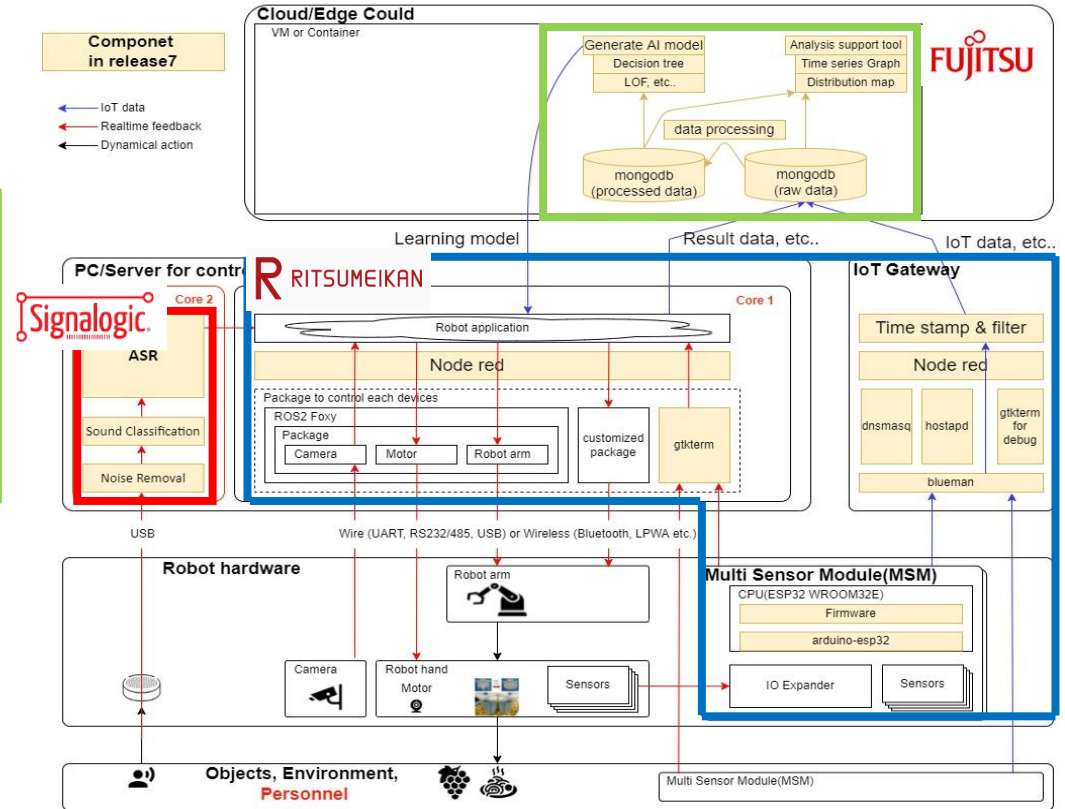 Cloud/Edge Could
VM or Container
Componet
in release7
IoT data
Realtime feedback
Dynamical action
Generate AI model
Decision tree
LOF, etc..
Analysis support tool
Time series Graph
Distribution map
data processing
mongodb
(processed data)
mongodb
(raw data)
FUJITSU
Learning model
Result data, etc..
IoT data, etc..
PC/Server for contr
RITSUMEIKAN
IoT Gateway
Signalogic
Core 2
Core 1
ASR
Sound Classification
Noise Removal
Robot application
Node red
Package to control each devices
ROS2 Foxy
Package
Camera
Motor
Robot arm
customized
package
gtkterm
Time stamp & filter
Node red
dnsmasq
hostapd
gtkterm
for
debug
blueman
USB
Wire (UART, RS232/485, USB) or Wireless (Bluetooth, LPWA etc.)
Robot hardware
Robot arm
Camera
Robot hand
Motor
Sensors
Multi Sensor Module(MSM)
CPU(ESP32 WROOM32E)
Firmware
arduino-esp32
IO Expander
Sensors
Objects, Environment,
Personnel
Multi Sensor Module(MSM)